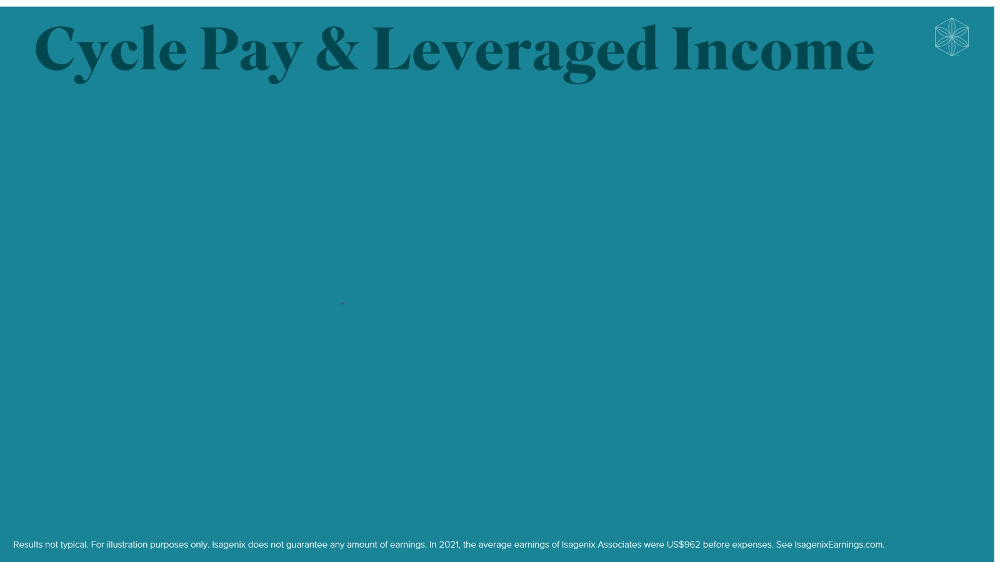 Cycle Pay & Leveraged Income
.
Results not typical. For illustration purposes only. Isagenix does not guarantee any amount of earnings. In 2021, the average earnings of Isagenix Associates were US$962 before expenses. See IsagenixEarnings.com.